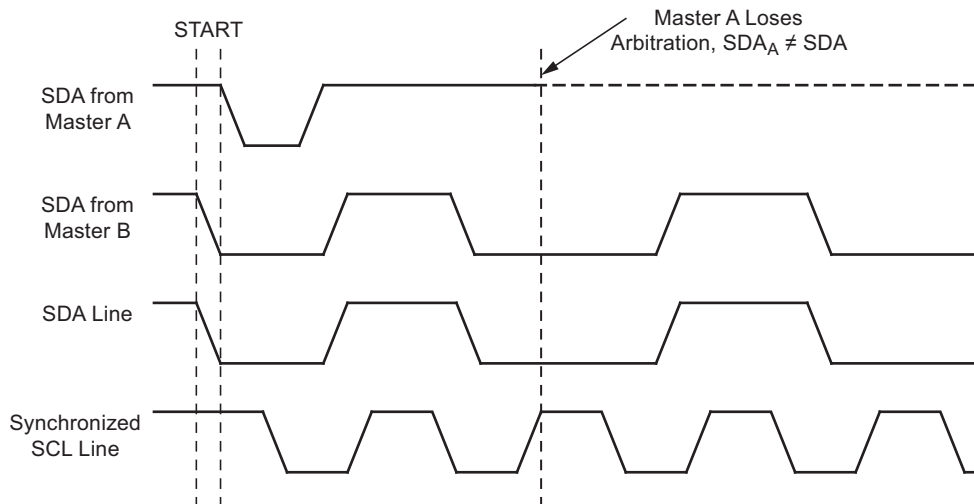 START
Master A Loses
Arbitration, SDA_A ≠ SDA
SDA from
Master A
SDA from
Master B
SDA Line
Synchronized
SCL Line